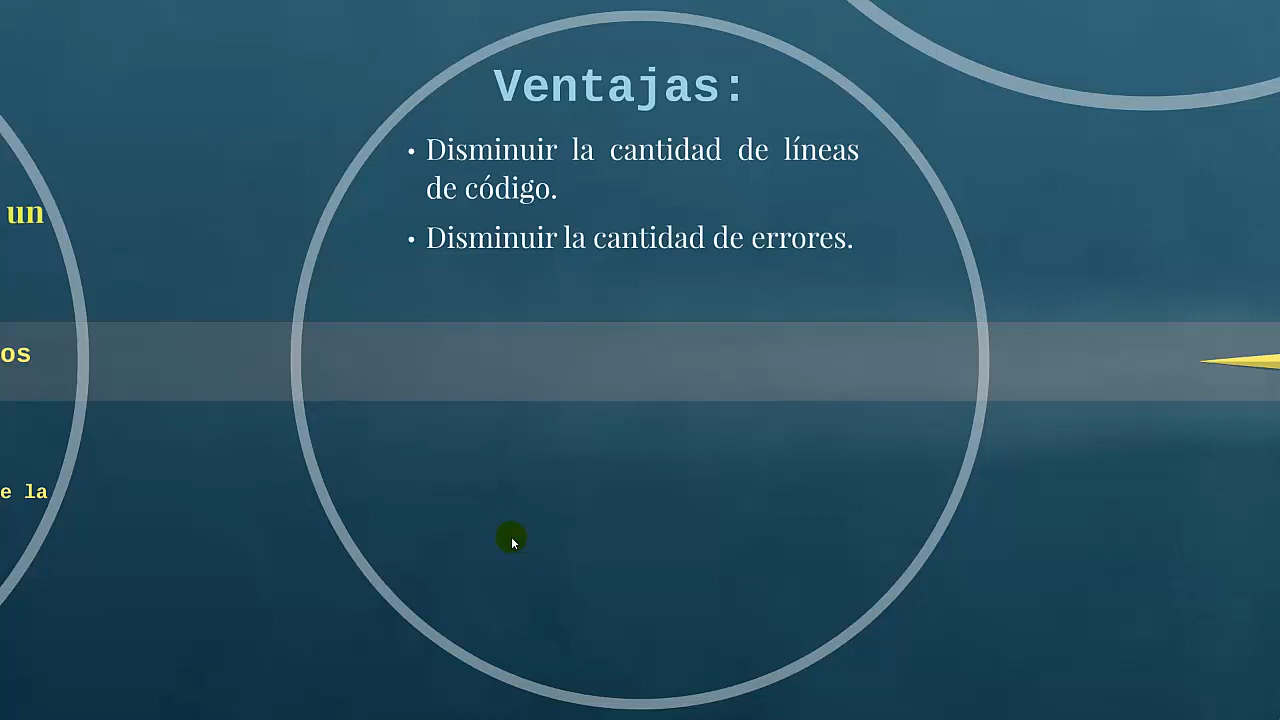 Ventajas:
• Disminuir la cantidad de líneas
de código.
• Disminuir la cantidad de errores.
un
os
e la